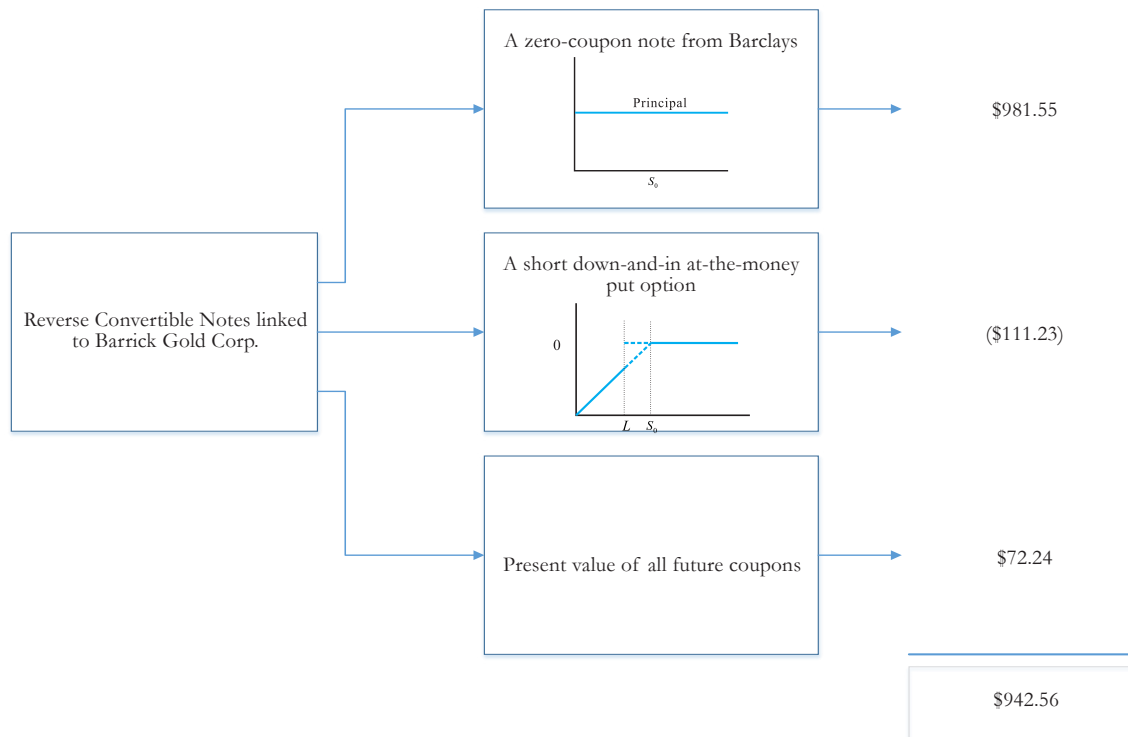 A zero-coupon note from Barclays
Principal
S₀
$981.55
Reverse Convertible Notes linked
to Barrick Gold Corp.
A short down-and-in at-the-money
put option
0
L S₀
($111.23)
Present value of all future coupons
$72.24
$942.56